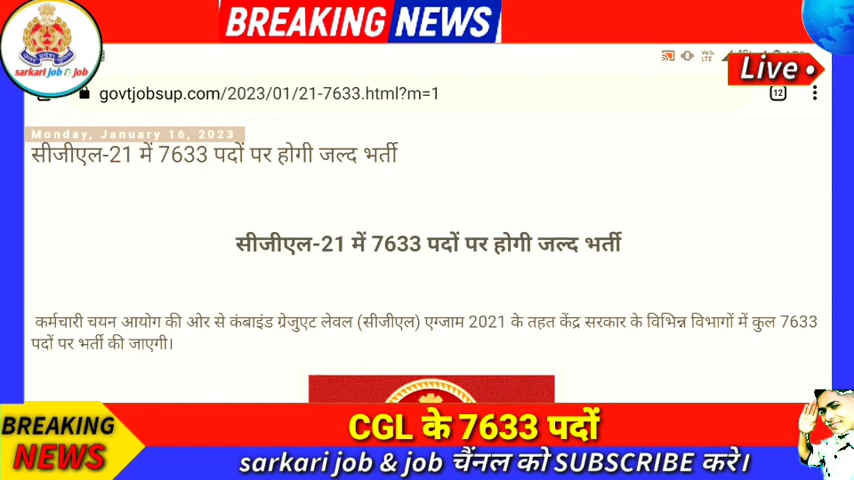 BREAKING NEWS
sarkari job & job
Live
govtjobsup.com/2023/01/21-7633.html?m=1
12
Monday, January 16, 2023
सीजीएल-21 में 7633 पदों पर होगी जल्द भर्ती
सीजीएल-21 में 7633 पदों पर होगी जल्द भर्ती
कर्मचारी चयन आयोग की ओर से कंबाइंड ग्रेजुएट लेवल (सीजीएल) एग्जाम 2021 के तहत केंद्र सरकार के विभिन्न विभागों में कुल 7633
पदों पर भर्ती की जाएगी।
BREAKING
NEWS
CGL के 7633 पदों
sarkari job & job चैंनल को SUBSCRIBE करे।